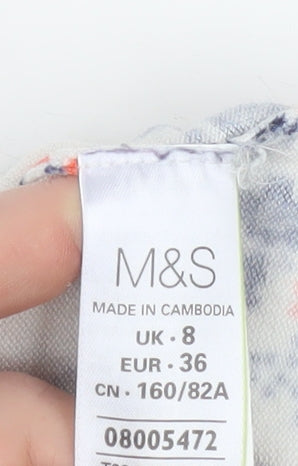 M&S
MADE IN CAMBODIA
UK · 8
EUR · 36
CN · 160/82A
08005472